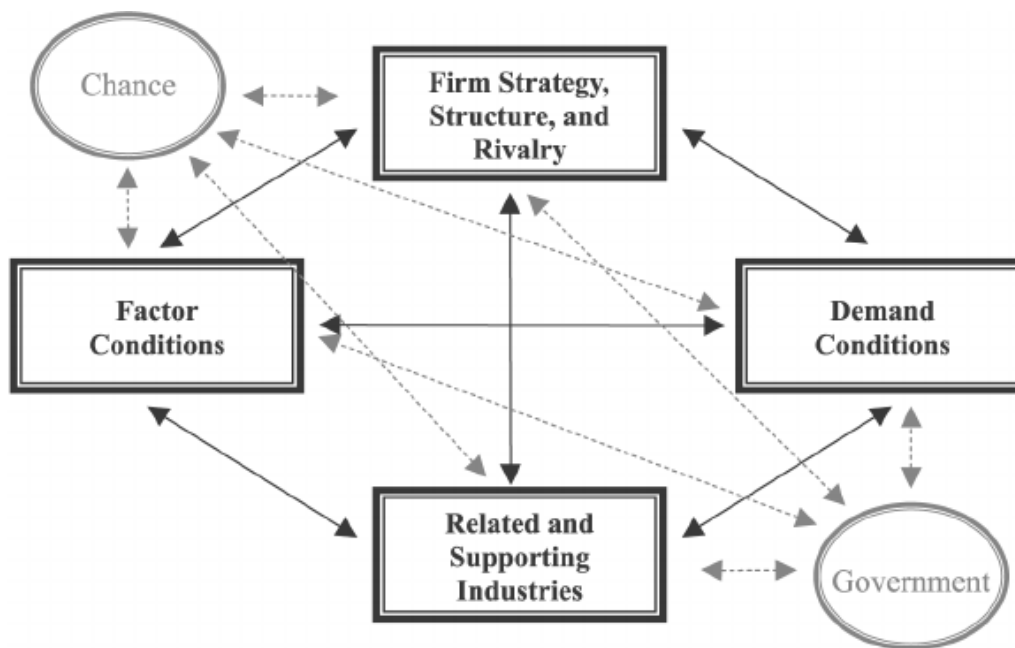 Chance
Firm Strategy,
Structure, and
Rivalry
Factor
Conditions
Demand
Conditions
Related and
Supporting
Industries
Government